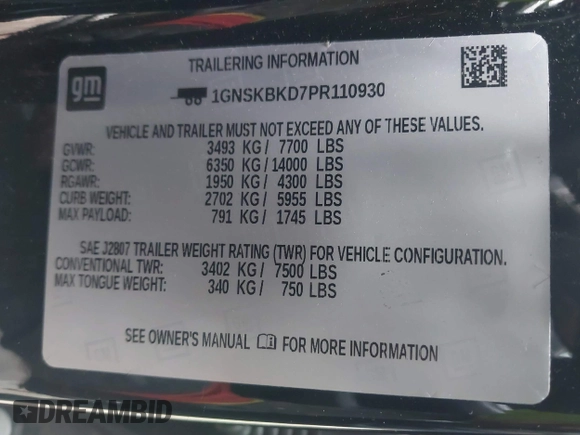 TRAILERING INFORMATION
gm
1GNSKBKD7PR110930
VEHICLE AND TRAILER MUST NOT EXCEED ANY OF THESE VALUES.
GVWR: 3493 KG / 7700 LBS
GCWR: 6350 KG / 14000 LBS
RGAWR: 1950 KG / 4300 LBS
CURB WEIGHT: 2702 KG / 5955 LBS
MAX PAYLOAD: 791 KG / 1745 LBS
SAE J2807 TRAILER WEIGHT RATING (TWR) FOR VEHICLE CONFIGURATION.
CONVENTIONAL TWR: 3402 KG / 7500 LBS
MAX TONGUE WEIGHT: 340 KG / 750 LBS
SEE OWNER'S MANUAL FOR MORE INFORMATION
DREAMBID